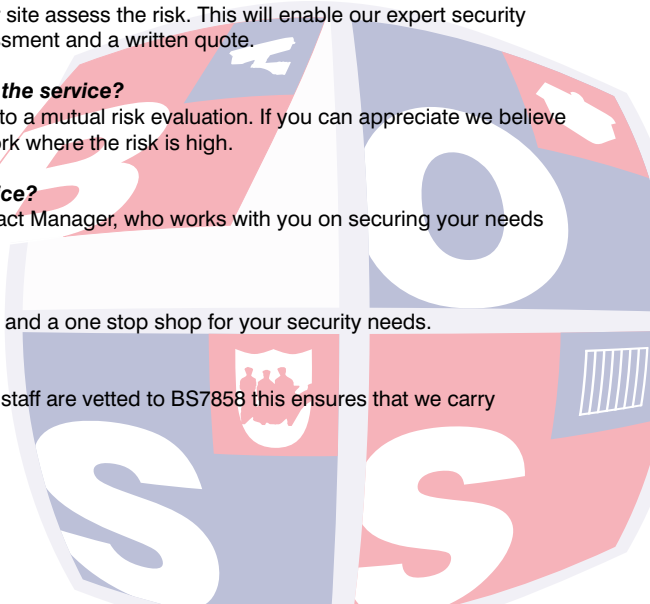 site assess the risk. This will enable our expert security
ssment and a written quote.
the service?
to a mutual risk evaluation. If you can appreciate we believe
rk where the risk is high.
ice?
act Manager, who works with you on securing your needs
and a one stop shop for your security needs.
staff are vetted to BS7858 this ensures that we carry
B O
S S